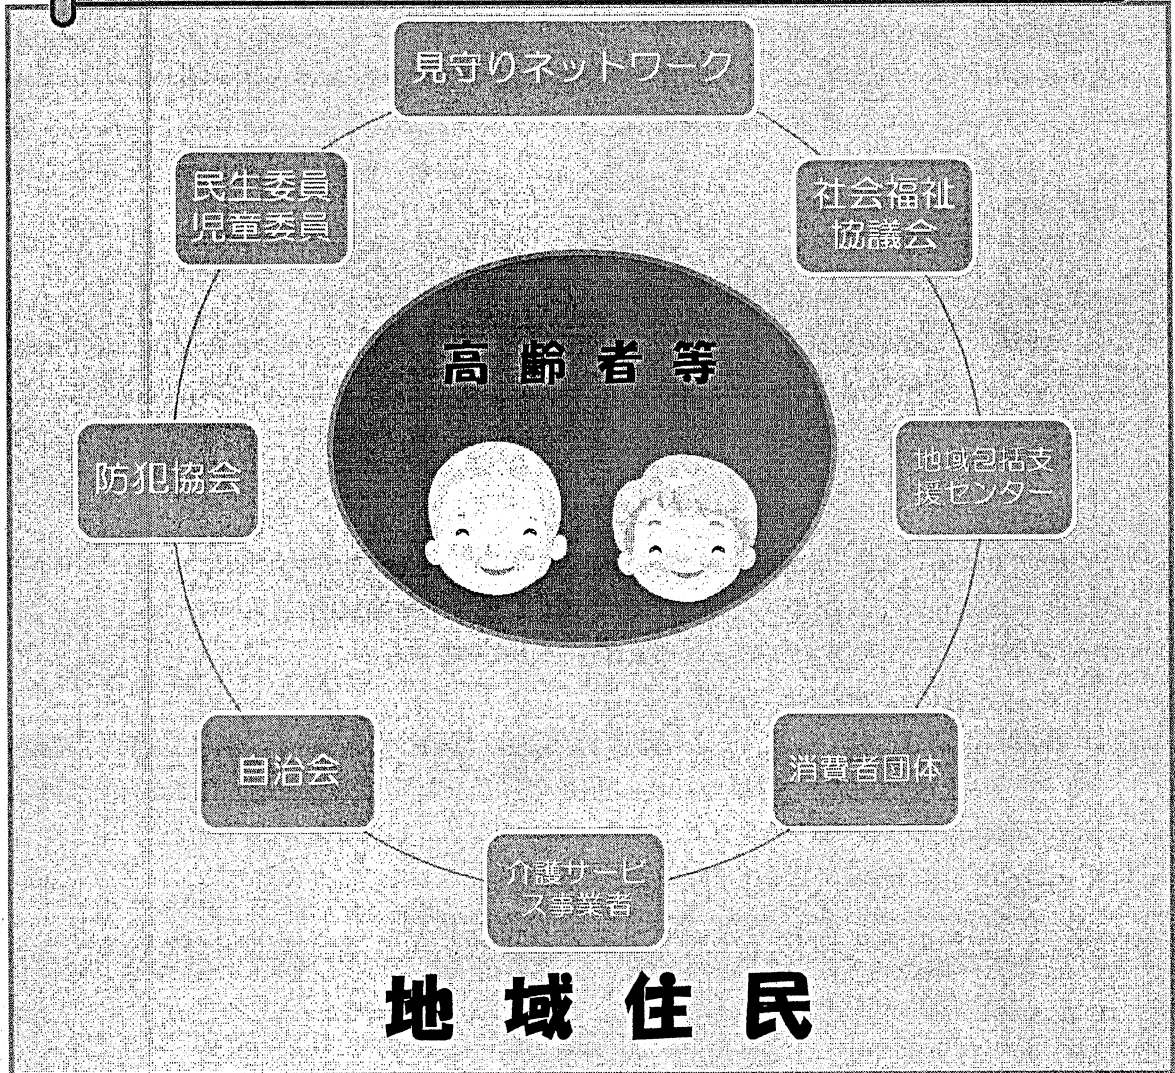 見守りネットワーク
民生委員
児童委員
社会福祉
協議会
高齢者等
防犯協会
地域包括支
援センター
自治会
消費者団体
介護サービ
ス事業者
地域住民